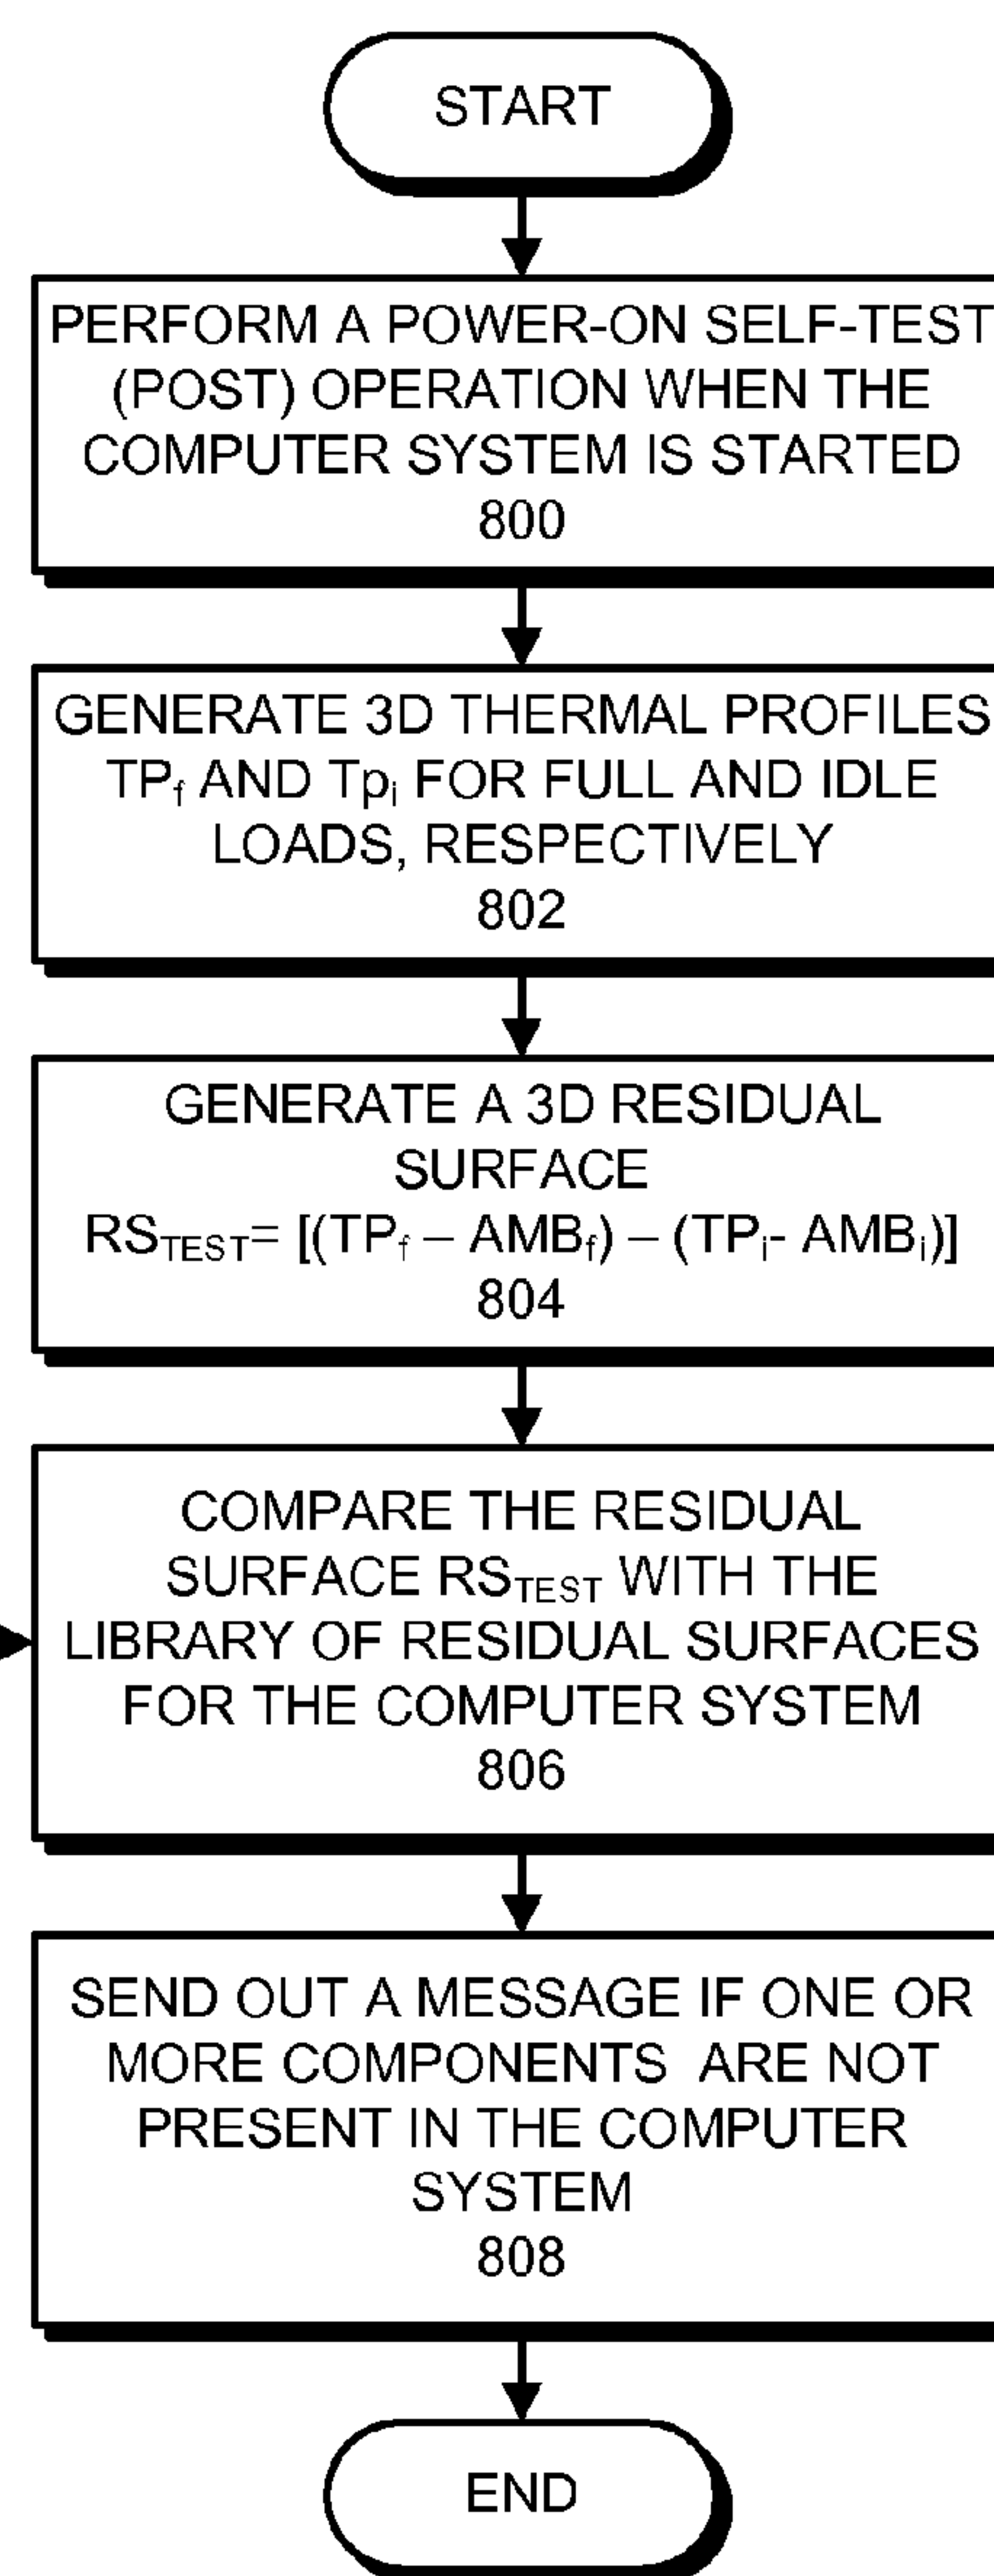 START
PERFORM A POWER-ON SELF-TEST
(POST) OPERATION WHEN THE
COMPUTER SYSTEM IS STARTED
800
GENERATE 3D THERMAL PROFILES
TPf AND Tpi FOR FULL AND IDLE
LOADS, RESPECTIVELY
802
GENERATE A 3D RESIDUAL
SURFACE
RSTEST= [(TPf – AMBf) – (TPi- AMBi)]
804
COMPARE THE RESIDUAL
SURFACE RSTEST WITH THE
LIBRARY OF RESIDUAL SURFACES
FOR THE COMPUTER SYSTEM
806
SEND OUT A MESSAGE IF ONE OR
MORE COMPONENTS ARE NOT
PRESENT IN THE COMPUTER
SYSTEM
808
END